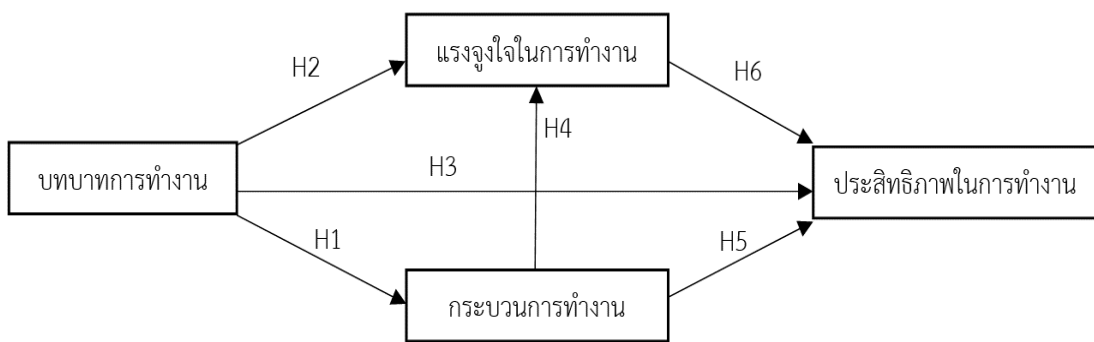 แรงจูงใจในการทำงาน
H2
H6
H4
บทบาทการทำงาน
H3
ประสิทธิภาพในการทำงาน
H1
H5
กระบวนการทำงาน